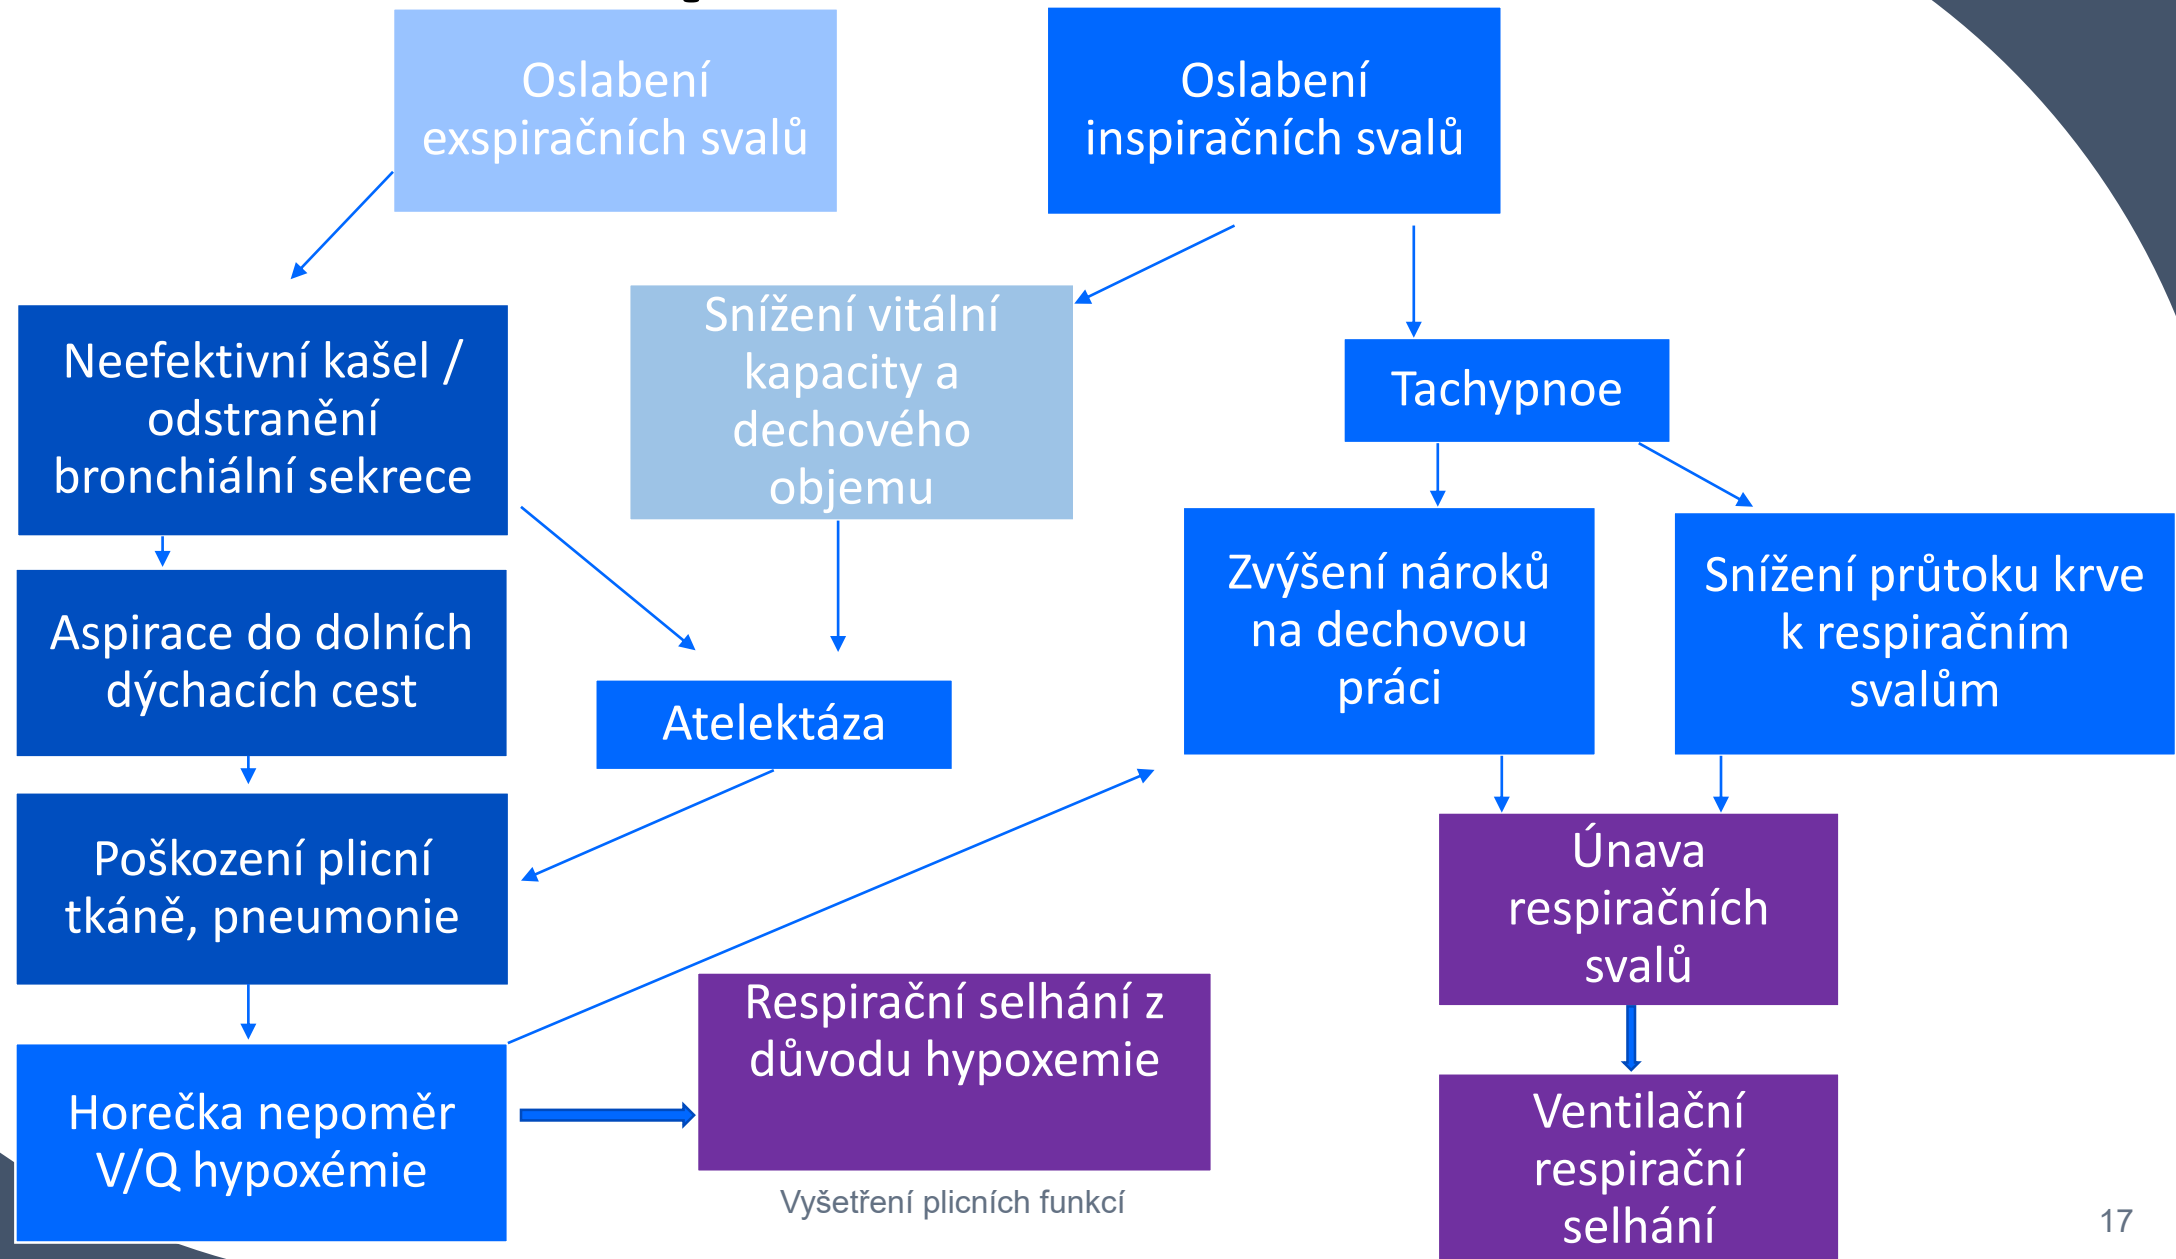 Oslabení
exspiračních svalů
Oslabení
inspiračních svalů
Neefektivní kašel /
odstranění
bronchiální sekrece
Snížení vitální
kapacity a
dechového
objemu
Tachypnoe
Aspirace do dolních
dýchacích cest
Atelektáza
Zvýšení nároků
na dechovou
práci
Snížení průtoku krve
k respiračním
svalům
Poškození plicní
tkáně, pneumonie
Únava
respiračních
svalů
Horečka nepoměr
V/Q hypoxémie
Respirační selhání z
důvodu hypoxemie
Ventilační
respirační
selhání
Vyšetření plicních funkcí
17